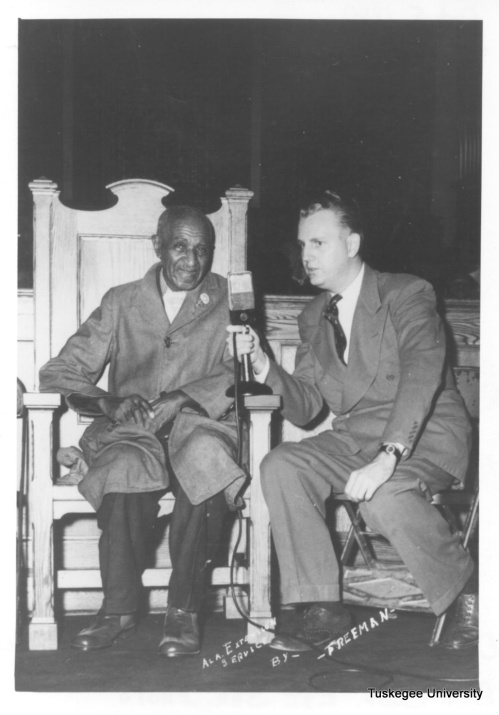 ALA. EXT
SERVICE
BY - - FREEMAN -
Tuskegee University